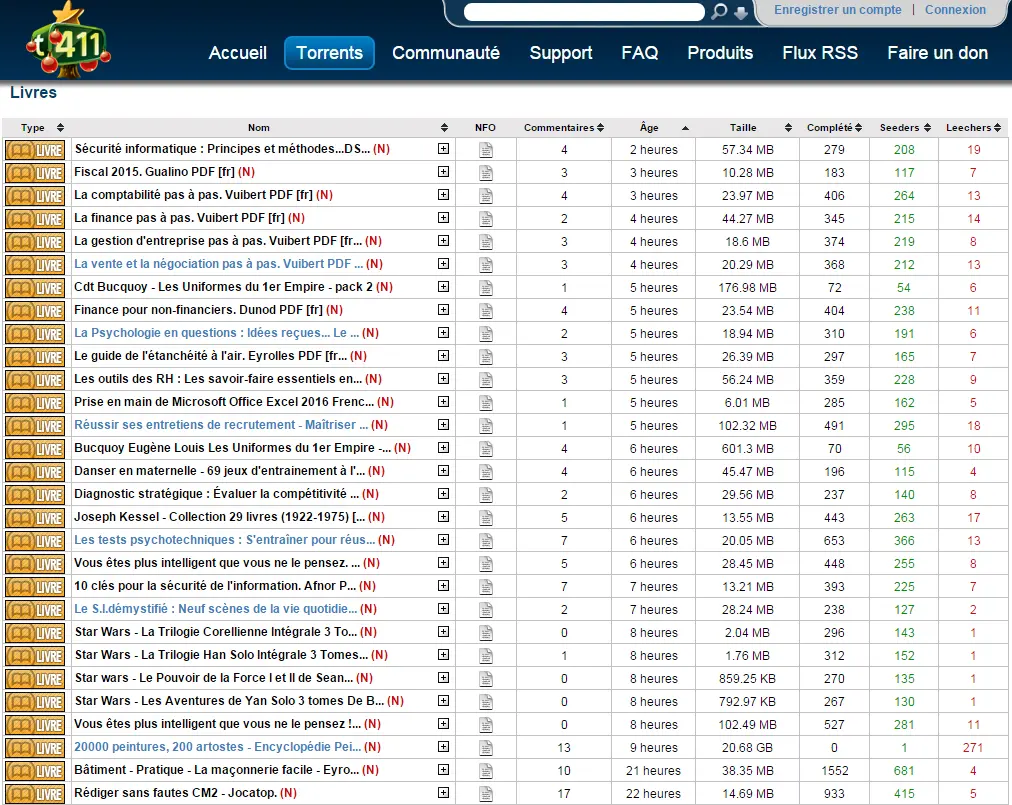 t 411
Enregistrer un compte | Connexion
Accueil Torrents Communauté Support FAQ Produits Flux RSS Faire un don
Livres
Type Nom NFO Commentaires Âge Taille Complété Seeders Leechers
LIVRE Sécurité informatique : Principes et méthodes...DS... (N) 4 2 heures 57.34 MB 279 208 19
LIVRE Fiscal 2015. Gualino PDF [fr] (N) 3 3 heures 10.28 MB 183 117 7
LIVRE La comptabilité pas à pas. Vuibert PDF [fr] (N) 4 3 heures 23.97 MB 406 264 13
LIVRE La finance pas à pas. Vuibert PDF [fr] (N) 2 4 heures 44.27 MB 345 215 14
LIVRE La gestion d'entreprise pas à pas. Vuibert PDF [fr... (N) 3 4 heures 18.6 MB 374 219 8
LIVRE La vente et la négociation pas à pas. Vuibert PDF ... (N) 3 4 heures 20.29 MB 368 212 13
LIVRE Cdt Bucquoy - Les Uniformes du 1er Empire - pack 2 (N) 1 5 heures 176.98 MB 72 54 6
LIVRE Finance pour non-financiers. Dunod PDF [fr] (N) 4 5 heures 23.54 MB 404 238 11
LIVRE La Psychologie en questions : Idées reçues... Le ... (N) 2 5 heures 18.94 MB 310 191 6
LIVRE Le guide de l'étanchéité à l'air. Eyrolles PDF [fr... (N) 3 5 heures 26.39 MB 297 165 7
LIVRE Les outils des RH : Les savoir-faire essentiels en... (N) 3 5 heures 56.24 MB 359 228 9
LIVRE Prise en main de Microsoft Office Excel 2016 Frenc... (N) 1 5 heures 6.01 MB 285 162 5
LIVRE Réussir ses entretiens de recrutement - Maîtriser ... (N) 1 5 heures 102.32 MB 491 295 18
LIVRE Bucquoy Eugène Louis Les Uniformes du 1er Empire -... (N) 4 6 heures 601.3 MB 70 56 10
LIVRE Danser en maternelle - 69 jeux d'entrainement à l'... (N) 4 6 heures 45.47 MB 196 115 4
LIVRE Diagnostic stratégique : Évaluer la compétitivité ... (N) 2 6 heures 29.56 MB 237 140 8
LIVRE Joseph Kessel - Collection 29 livres (1922-1975) [... (N) 5 6 heures 13.55 MB 443 263 17
LIVRE Les tests psychotechniques : S'entraîner pour réus... (N) 7 6 heures 20.05 MB 653 366 13
LIVRE Vous êtes plus intelligent que vous ne le pensez. ... (N) 5 6 heures 28.45 MB 448 255 8
LIVRE 10 clés pour la sécurité de l'information. Afnor P... (N) 7 7 heures 13.21 MB 393 225 7
LIVRE Le S.I.démystifié : Neuf scènes de la vie quotidie... (N) 2 7 heures 28.24 MB 238 127 2
LIVRE Star Wars - La Trilogie Corellienne Intégrale 3 To... (N) 0 8 heures 2.04 MB 296 143 1
LIVRE Star Wars - La Trilogie Han Solo Intégrale 3 Tomes... (N) 1 8 heures 1.76 MB 312 152 1
LIVRE Star wars - Le Pouvoir de la Force I et II de Sean... (N) 0 8 heures 859.25 KB 270 135 1
LIVRE Star Wars - Les Aventures de Yan Solo 3 tomes De B... (N) 0 8 heures 792.97 KB 267 130 1
LIVRE Vous êtes plus intelligent que vous ne le pensez !... (N) 0 8 heures 102.49 MB 527 281 11
LIVRE 20000 peintures, 200 artostes - Encyclopédie Pei... (N) 13 9 heures 20.68 GB 0 1 271
LIVRE Bâtiment - Pratique - La maçonnerie facile - Eyro... (N) 10 21 heures 38.35 MB 1552 681 4
LIVRE Rédiger sans fautes CM2 - Jocatop. (N) 17 22 heures 14.69 MB 933 415 5